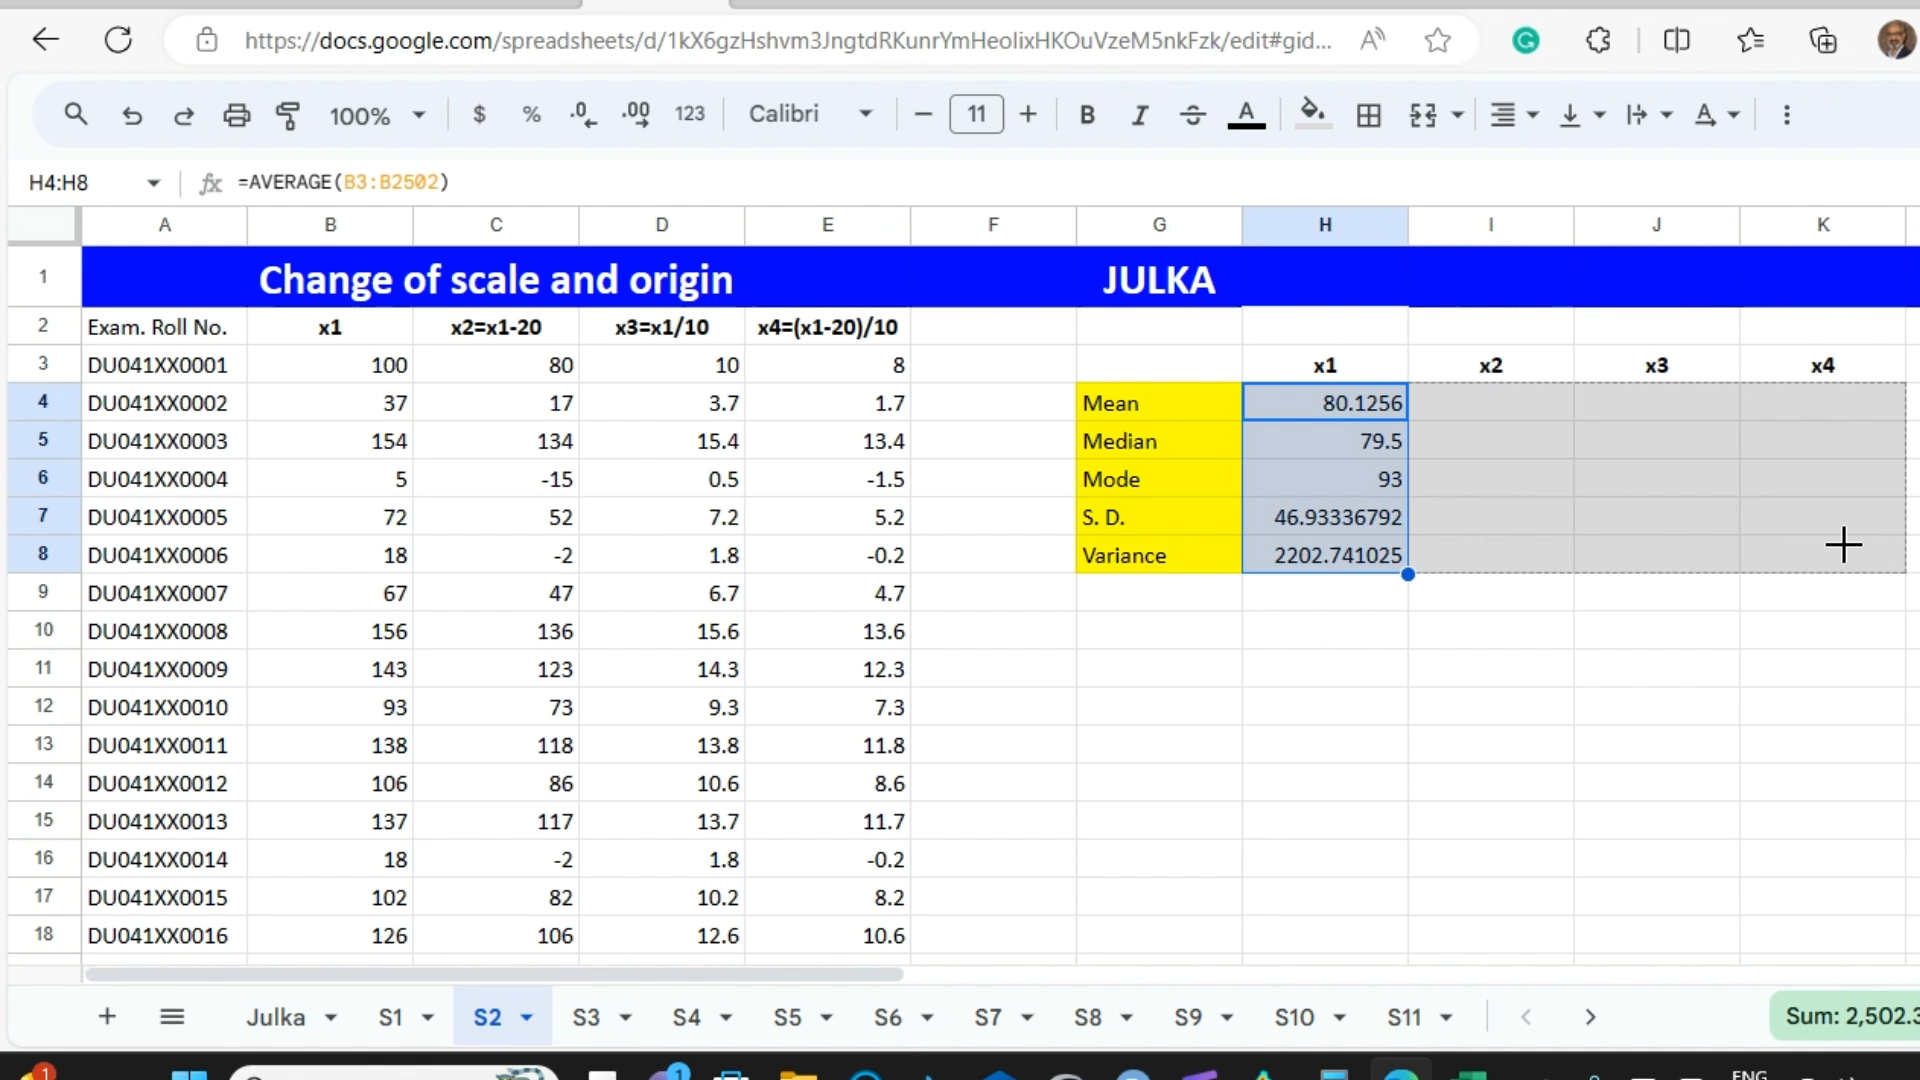 https://docs.google.com/spreadsheets/d/1kX6gzHshvm3JngtdRKunrYmHeolixHKOuVzeM5nkFzk/edit#gid...
100% $ % .0 .00 123 Calibri 11 B I A
H4:H8 fx =AVERAGE(B3:B2502)
A B C D E F G H I J K
1 Change of scale and origin JULKA
2 Exam. Roll No. x1 x2=x1-20 x3=x1/10 x4=(x1-20)/10
3 DU041XX0001 100 80 10 8 x1 x2 x3 x4
4 DU041XX0002 37 17 3.7 1.7 Mean 80.1256
5 DU041XX0003 154 134 15.4 13.4 Median 79.5
6 DU041XX0004 5 -15 0.5 -1.5 Mode 93
7 DU041XX0005 72 52 7.2 5.2 S. D. 46.93336792
8 DU041XX0006 18 -2 1.8 -0.2 Variance 2202.741025
9 DU041XX0007 67 47 6.7 4.7
10 DU041XX0008 156 136 15.6 13.6
11 DU041XX0009 143 123 14.3 12.3
12 DU041XX0010 93 73 9.3 7.3
13 DU041XX0011 138 118 13.8 11.8
14 DU041XX0012 106 86 10.6 8.6
15 DU041XX0013 137 117 13.7 11.7
16 DU041XX0014 18 -2 1.8 -0.2
17 DU041XX0015 102 82 10.2 8.2
18 DU041XX0016 126 106 12.6 10.6
Julka S1 S2 S3 S4 S5 S6 S7 S8 S9 S10 S11 Sum: 2,502.3
1 1 ENG